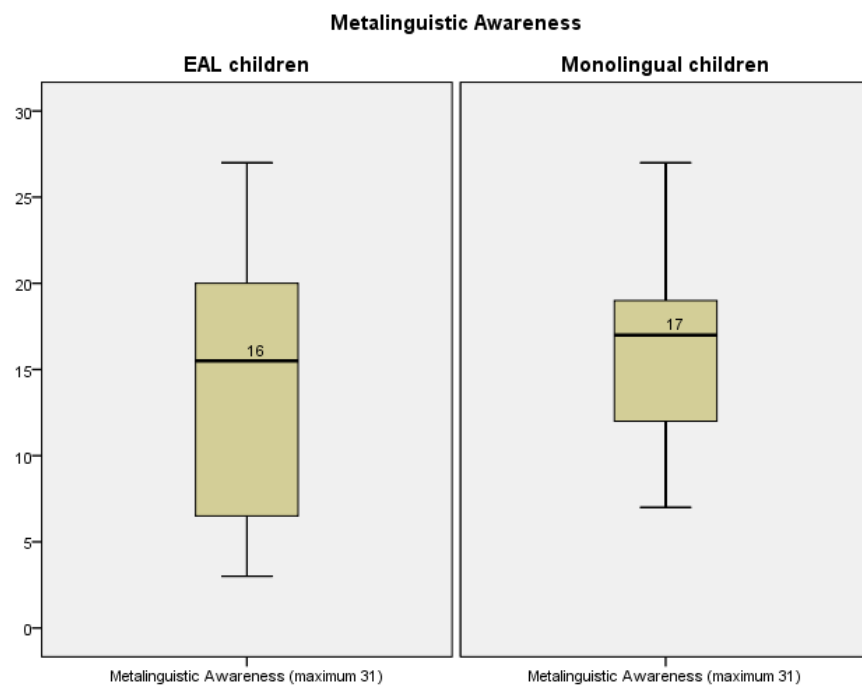 Metalinguistic Awareness
EAL children
Monolingual children
30
25
20
15
10
5
0
16
17
Metalinguistic Awareness (maximum 31)
Metalinguistic Awareness (maximum 31)